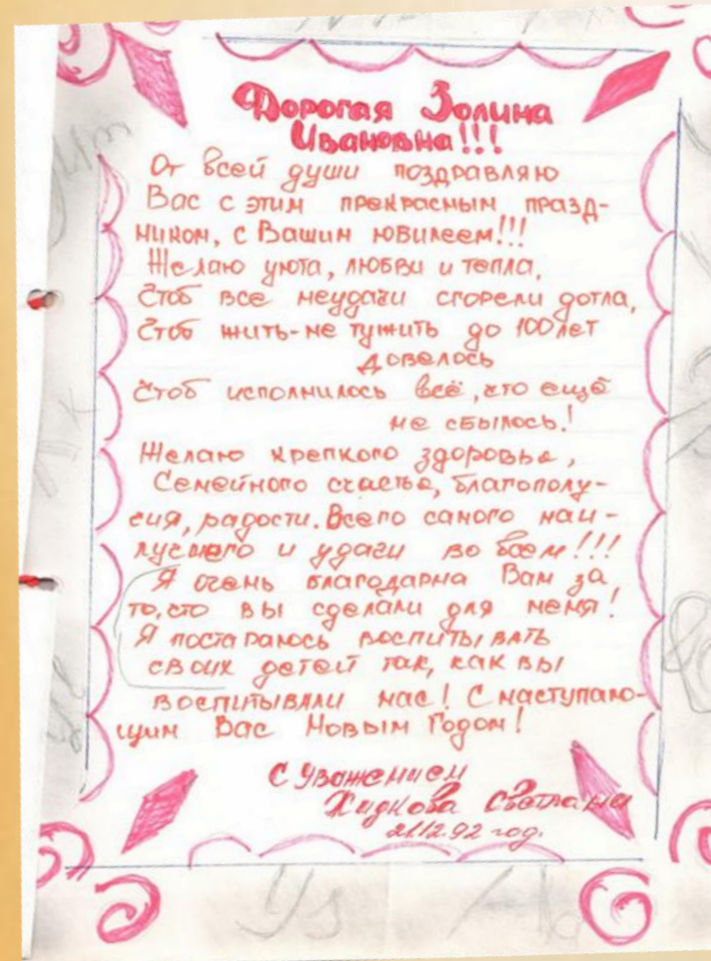 Дорогая Золина
Ивановна!!!
От всей души поздравляю
Вас с этим прекрасным празд-
ником, с Вашим юбилеем!!!
Желаю уюта, любви и тепла,
Чтоб все неудачи сгорели дотла,
Чтоб жить-не тужить до 100 лет
довелось
Чтоб исполнилось всё, что ещё
не сбылось!
Желаю крепкого здоровья,
Семейного счастья, благополу-
чия, радости. Всего самого наи-
лучшего и удачи во всем!!!
Я очень благодарна Вам за
то, что вы сделали для меня!
Я постараюсь воспитывать
своих детей так, как вы
воспитывали нас! С наступаю-
щим Вас Новым Годом!
С Уважением
Хидкова Светлана
21.12.92 год.